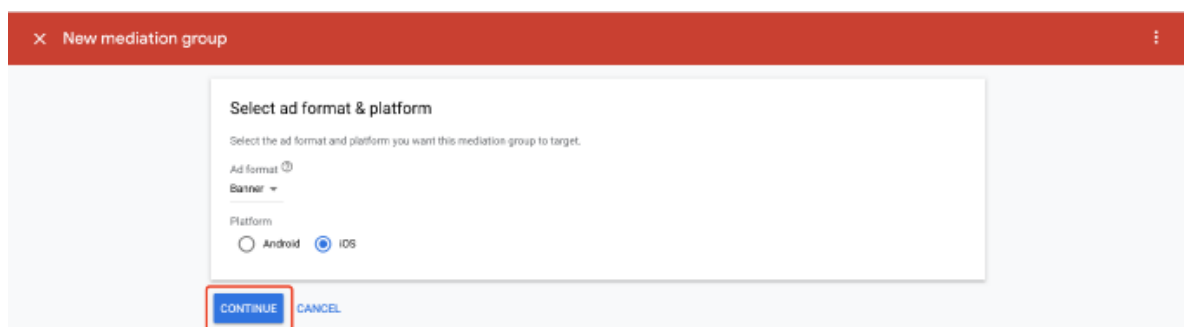 New mediation group
Select ad format & platform
Select the ad format and platform you want this mediation group to target.
Ad format
Banner
Platform
Android iOS
CONTINUE CANCEL